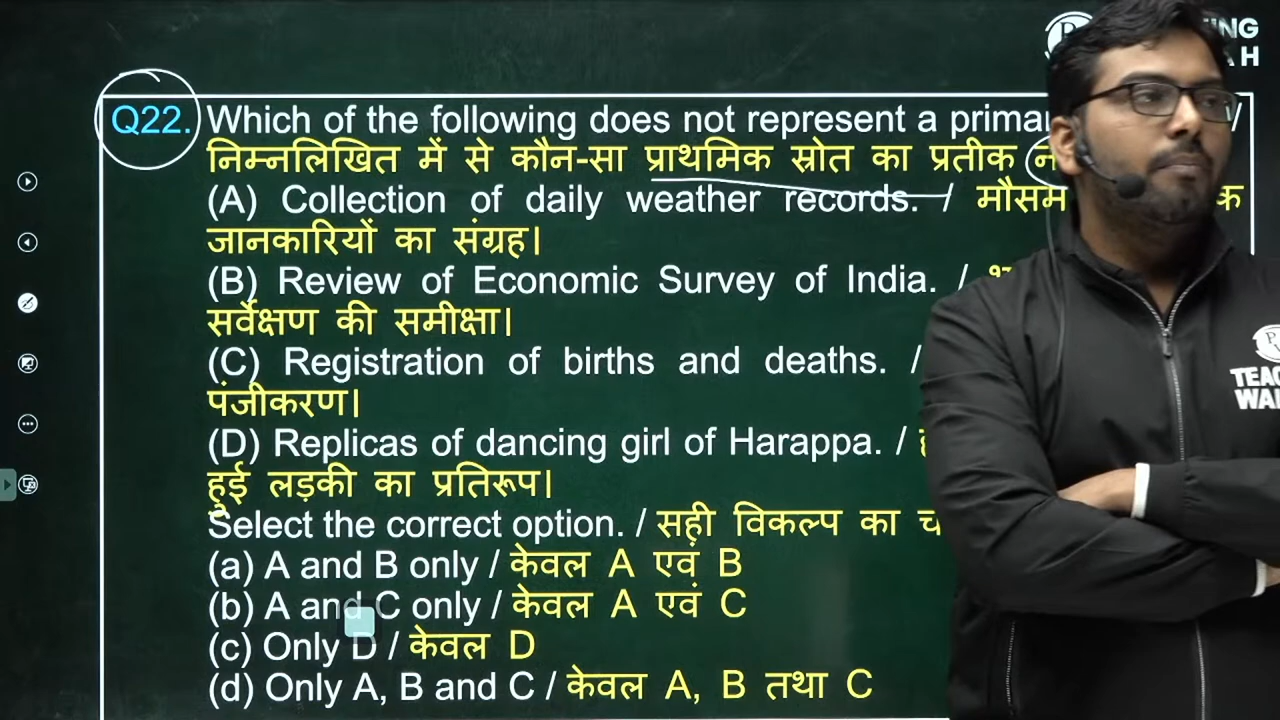 Q22. Which of the following does not represent a /
निम्नलिखित में से कौन-सा प्राथमिक स्रोत का प्रतीक
(A) Collection of daily weather records. / मौसम
जानकारियों का संग्रह।
(B) Review of Economic Survey of India. /
सर्वेक्षण की समीक्षा।
(C) Registration of births and deaths. /
पंजीकरण।
(D) Replicas of dancing girl of Harappa. /
हुई लड़की का प्रतिरूप।
Select the correct option. / सही विकल्प का
(a) A and B only / केवल A एवं B
(b) A and C only / केवल A एवं C
(c) Only D / केवल D
(d) Only A, B and C / केवल A, B तथा C